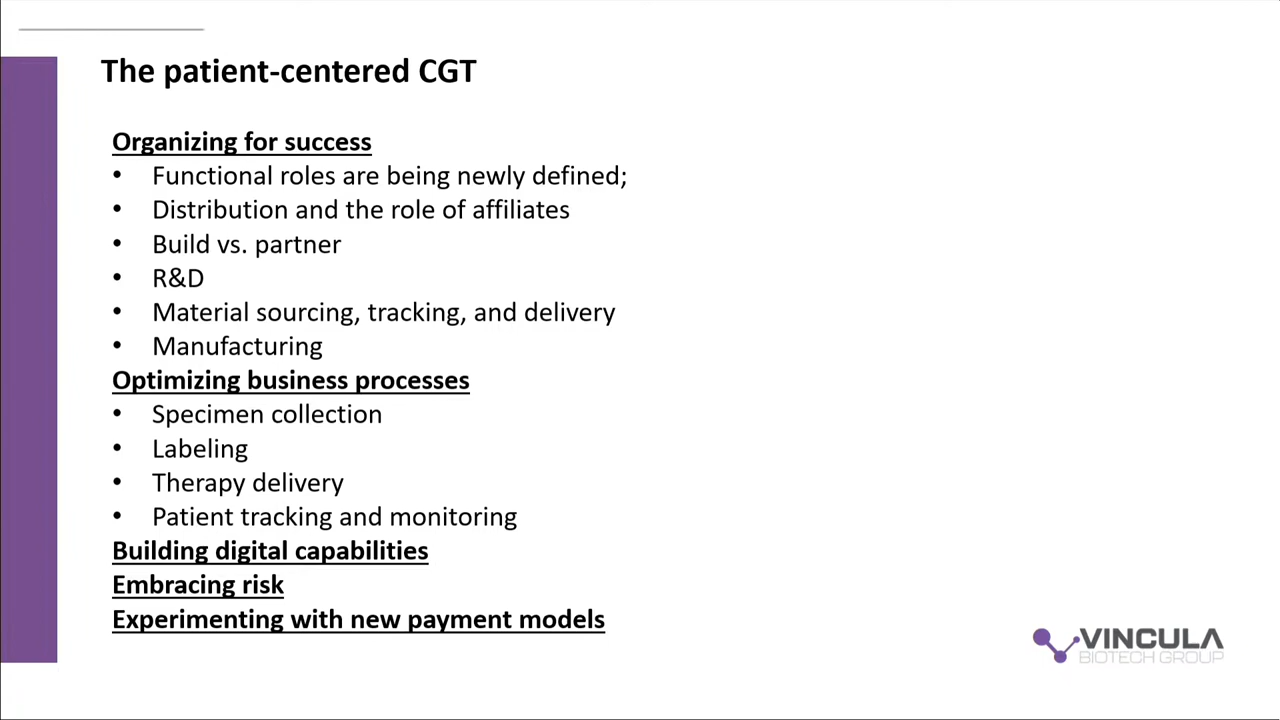 The patient-centered CGT
Organizing for success
• Functional roles are being newly defined;
• Distribution and the role of affiliates
• Build vs. partner
• R&D
• Material sourcing, tracking, and delivery
• Manufacturing
Optimizing business processes
• Specimen collection
• Labeling
• Therapy delivery
• Patient tracking and monitoring
Building digital capabilities
Embracing risk
Experimenting with new payment models
VINCULA
BIOTECH GROUP